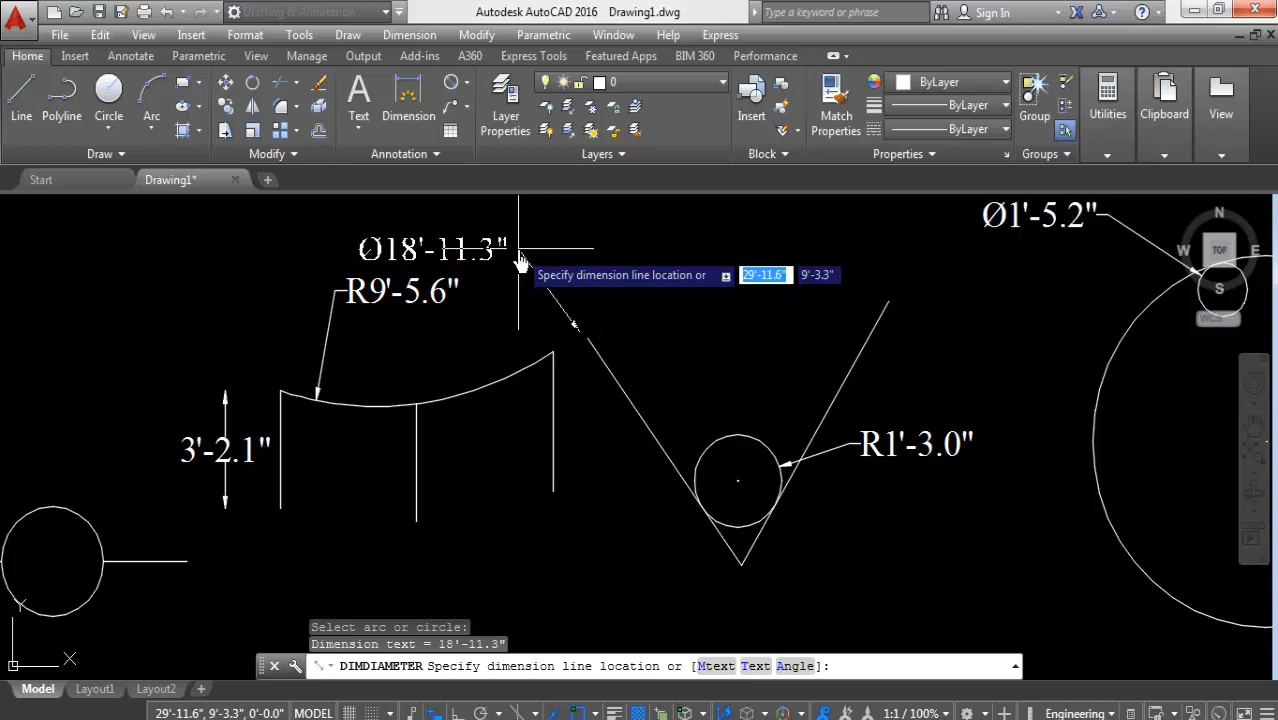 Drafting & Annotation
Autodesk AutoCAD 2016 Drawing1.dwg
Type a keyword or phrase
Sign In
File Edit View Insert Format Tools Draw Dimension Modify Parametric Window Help Express
Home Insert Annotate Parametric View Manage Output Add-ins A360 Express Tools Featured Apps BIM 360 Performance
Line Polyline Circle Arc
Text Dimension
Layer Properties
0
Insert
Match Properties
ByLayer
ByLayer
ByLayer
Group
Utilities
Clipboard
View
Draw Modify Annotation Layers Block Properties Groups
Start
Drawing1*
Ø18'-11.3"
Ø1'-5.2"
N
W TOP E
S
WCS
Specify dimension line location or 29'-11.6" 9'-3.3"
R9'-5.6"
3'-2.1"
R1'-3.0"
Y
X
Select arc or circle:
Dimension text = 18'-11.3"
DIMDIAMETER Specify dimension line location or [Mtext Text Angle]:
Model Layout1 Layout2
29'-11.6", 9'-3.3", 0'-0.0" MODEL
1:1 / 100%
Engineering